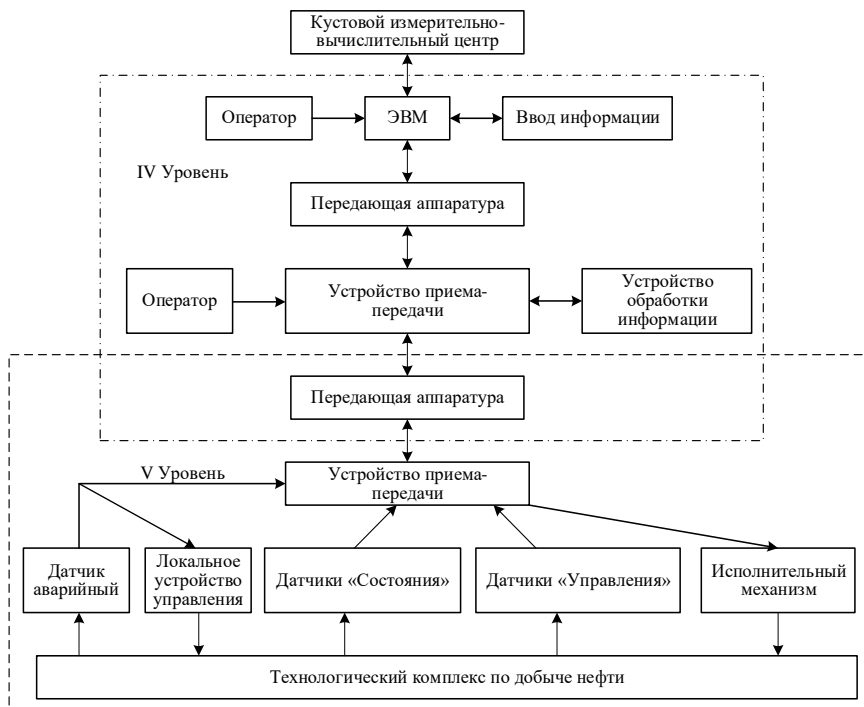 Кустовой измерительно-
вычислительный центр
Оператор
ЭВМ
Ввод информации
IV Уровень
Передающая аппаратура
Оператор
Устройство приема-
передачи
Устройство
обработки
информации
Передающая аппаратура
V Уровень
Устройство приема-
передачи
Датчик
аварийный
Локальное
устройство
управления
Датчики «Состояния»
Датчики «Управления»
Исполнительный
механизм
Технологический комплекс по добыче нефти